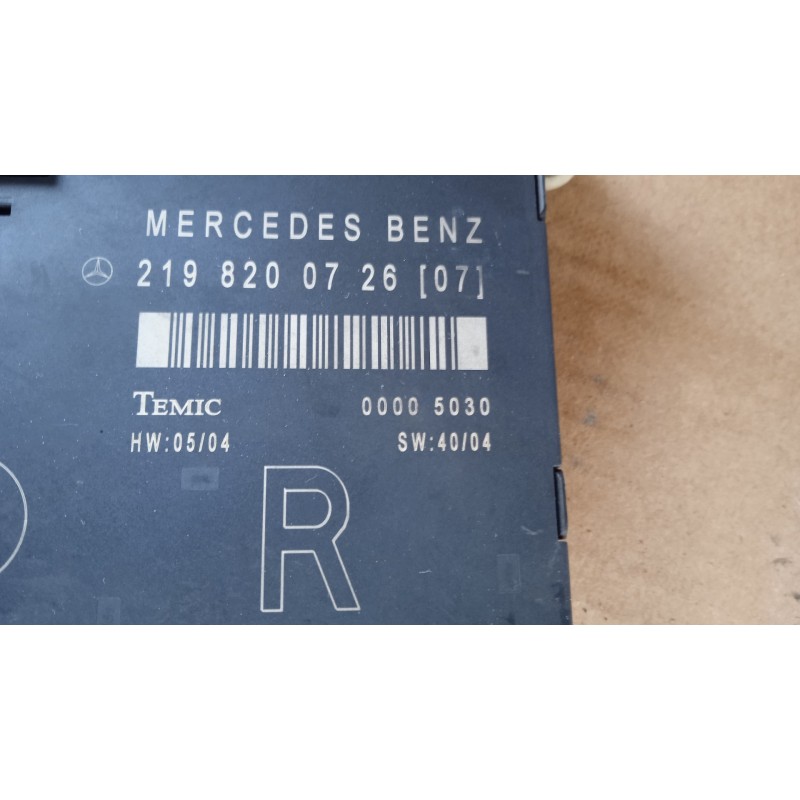 MERCEDES BENZ
219 820 07 26 [07]
TEMIC 0000 5030
HW:05/04 SW:40/04
R